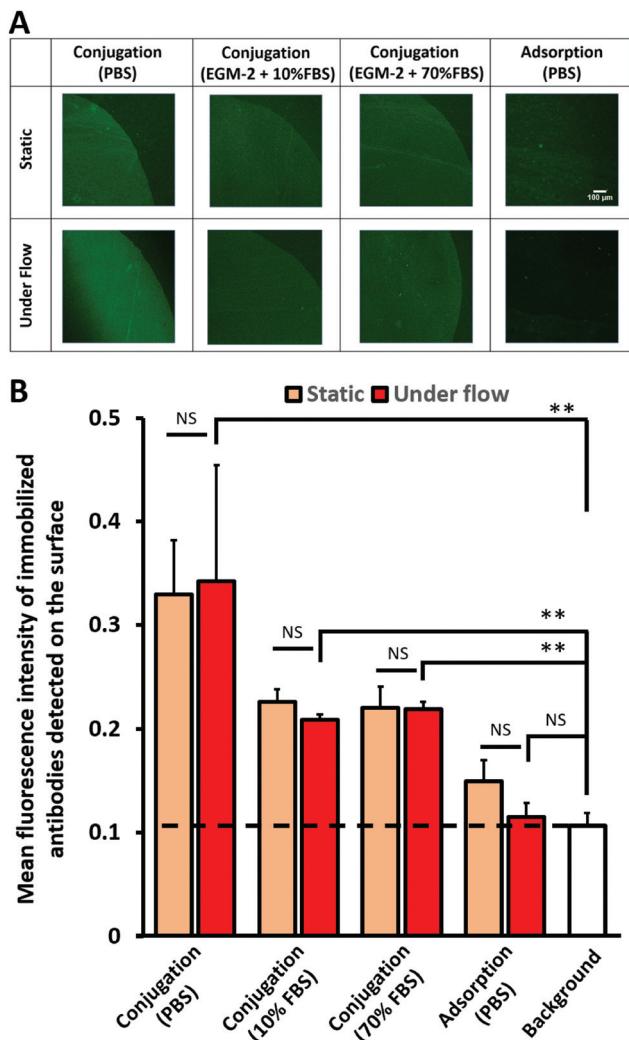 A
Conjugation
(PBS)
Conjugation
(EGM-2 + 10%FBS)
Conjugation
(EGM-2 + 70%FBS)
Adsorption
(PBS)
Static
100 µm
Under Flow
B
Static
Under flow
Mean fluorescence intensity of immobilized
antibodies detected on the surface
0.5
0.4
0.3
0.2
0.1
0
NS
**
NS
**
NS
**
NS
NS
Conjugation
(PBS)
Conjugation
(10% FBS)
Conjugation
(70% FBS)
Adsorption
(PBS)
Background